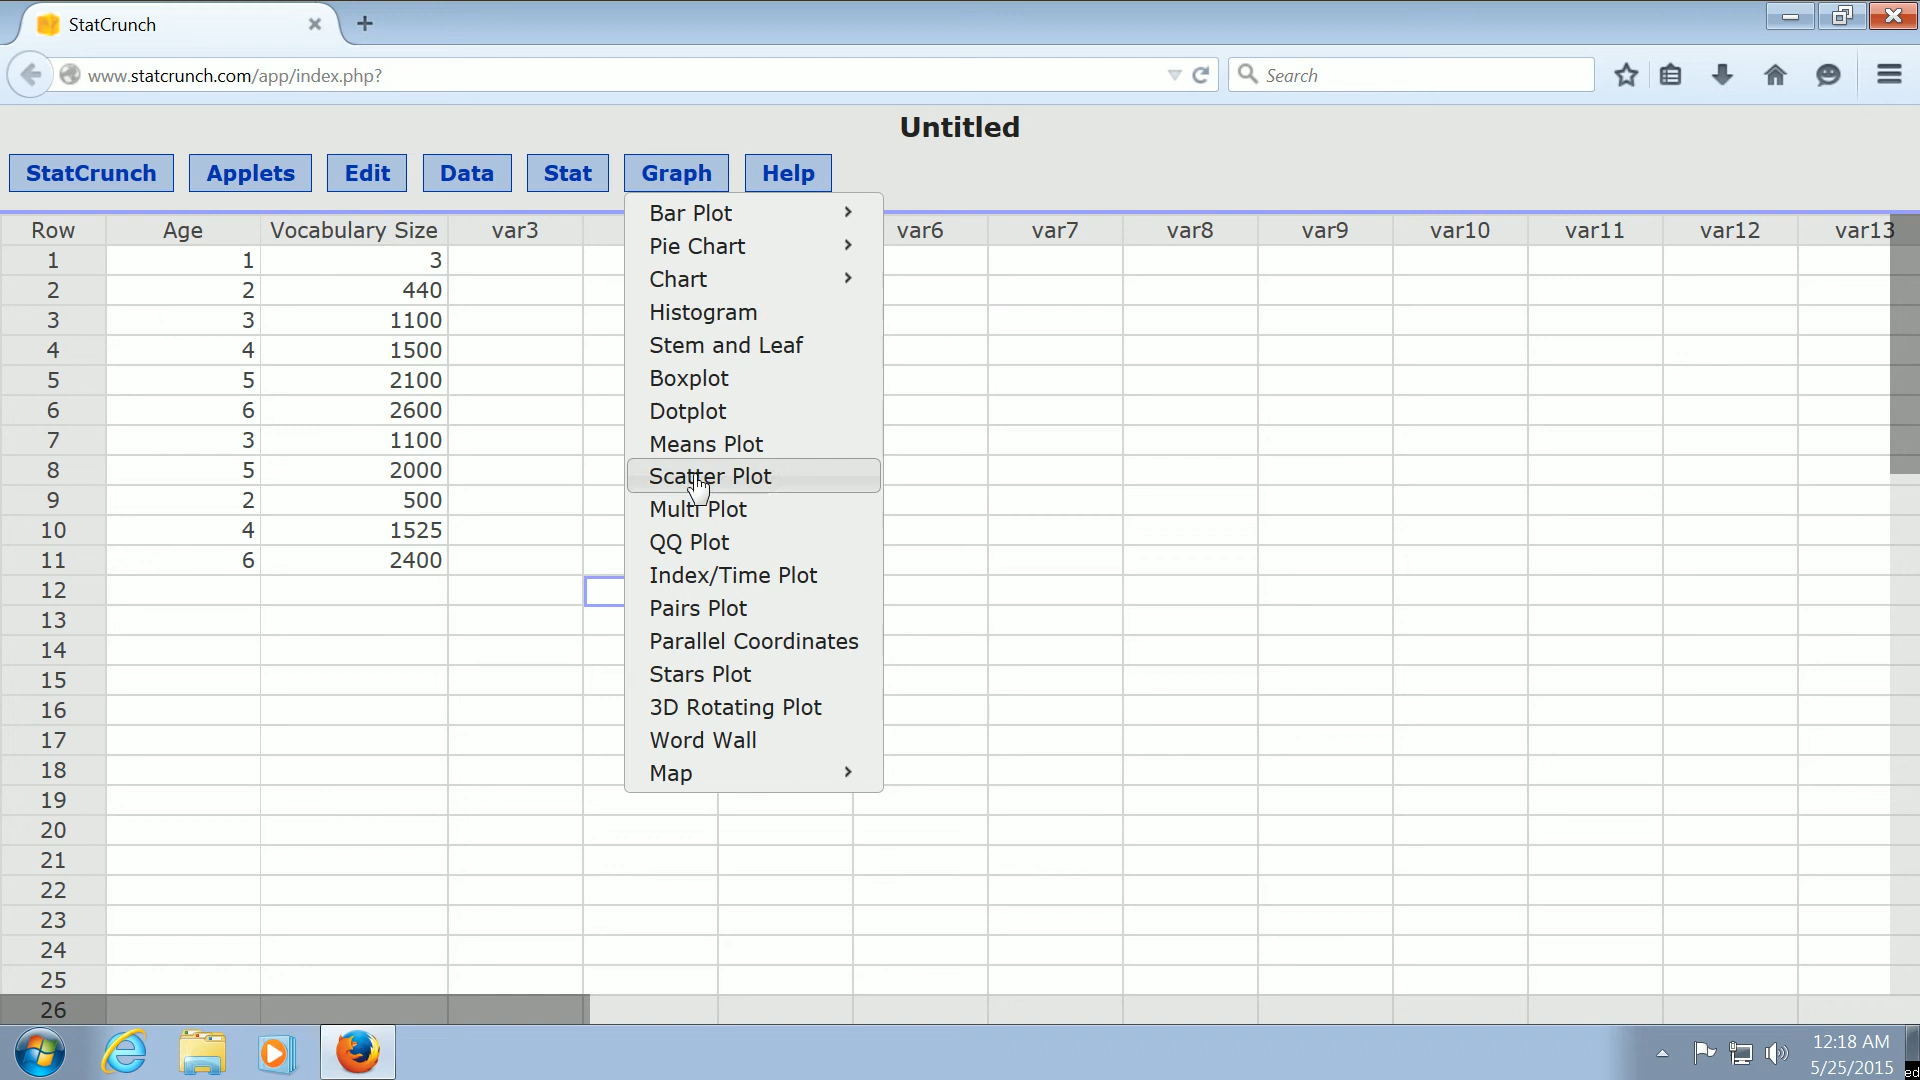 StatCrunch
www.statcrunch.com/app/index.php?
Search
Untitled
StatCrunch Applets Edit Data Stat Graph Help
Row Age Vocabulary Size var3 var6 var7 var8 var9 var10 var11 var12 var13
1 1 3
2 2 440
3 3 1100
4 4 1500
5 5 2100
6 6 2600
7 3 1100
8 5 2000
9 2 500
10 4 1525
11 6 2400
12
13
14
15
16
17
18
19
20
21
22
23
24
25
26
Bar Plot
Pie Chart
Chart
Histogram
Stem and Leaf
Boxplot
Dotplot
Means Plot
Scatter Plot
Multi Plot
QQ Plot
Index/Time Plot
Pairs Plot
Parallel Coordinates
Stars Plot
3D Rotating Plot
Word Wall
Map
12:18 AM
5/25/2015
ed